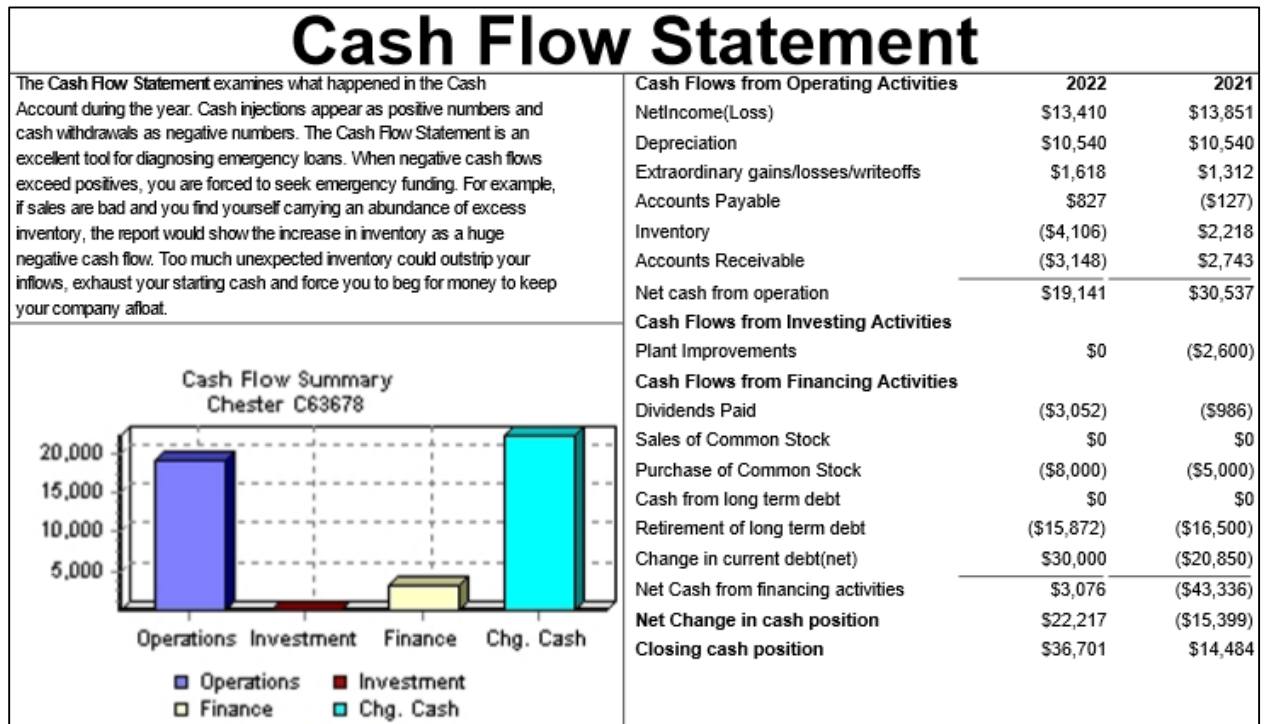 Cash Flow Statement
The Cash Flow Statement examines what happened in the Cash
Account during the year. Cash injections appear as positive numbers and
cash withdrawals as negative numbers. The Cash Flow Statement is an
excellent tool for diagnosing emergency loans. When negative cash flows
exceed positives, you are forced to seek emergency funding. For example,
if sales are bad and you find yourself carrying an abundance of excess
inventory, the report would show the increase in inventory as a huge
negative cash flow. Too much unexpected inventory could outstrip your
inflows, exhaust your starting cash and force you to beg for money to keep
your company afloat.
Cash Flow Summary
Chester C63678
20,000
15,000
10,000
5,000
Operations Investment Finance Chg. Cash
Operations Investment
Finance Chg. Cash
Cash Flows from Operating Activities 2022 2021
NetIncome(Loss) $13,410 $13,851
Depreciation $10,540 $10,540
Extraordinary gains/losses/writeoffs $1,618 $1,312
Accounts Payable $827 ($127)
Inventory ($4,106) $2,218
Accounts Receivable ($3,148) $2,743
Net cash from operation $19,141 $30,537
Cash Flows from Investing Activities
Plant Improvements $0 ($2,600)
Cash Flows from Financing Activities
Dividends Paid ($3,052) ($986)
Sales of Common Stock $0 $0
Purchase of Common Stock ($8,000) ($5,000)
Cash from long term debt $0 $0
Retirement of long term debt ($15,872) ($16,500)
Change in current debt(net) $30,000 ($20,850)
Net Cash from financing activities $3,076 ($43,336)
Net Change in cash position $22,217 ($15,399)
Closing cash position $36,701 $14,484